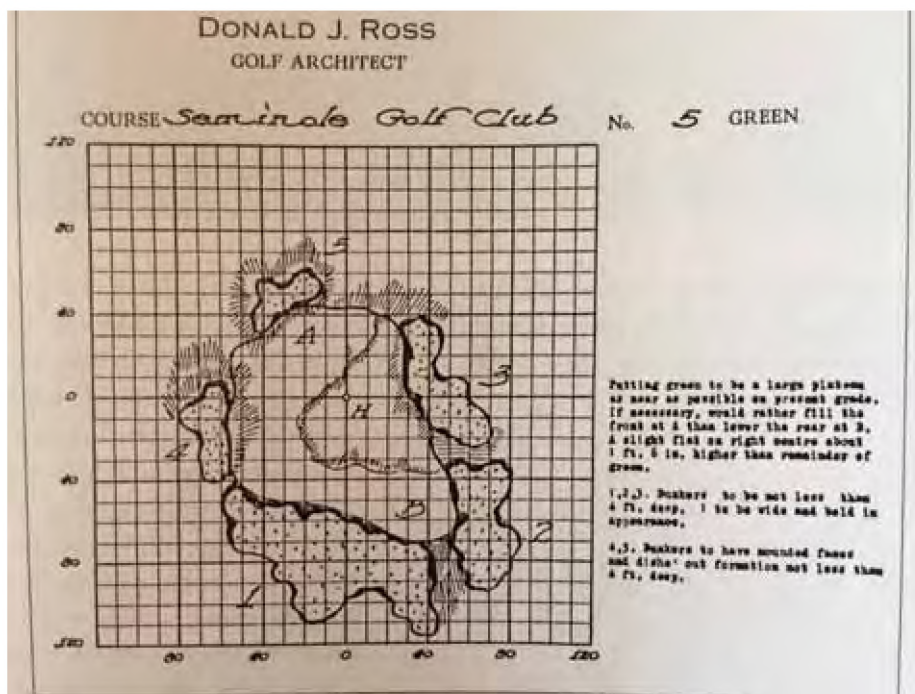 DONALD J. ROSS
GOLF ARCHITECT
COURSE Seminole Golf Club No. 5 GREEN
120
80
5
40
A
3
0
H
4
40
B
2
80
1
120
80 40 0 40 80 120
Putting green to be a large plateau
as near as possible on present grade.
If necessary, would rather fill the
front at A than lower the rear at B.
A slight flat on right centre about
1 ft. 6 in. higher than remainder of
green.
1,2,3. Bunkers to be not less than
4 ft. deep. 1 to be wide and bold in
appearance.
4,5. Bunkers to have mounded faces
and dishe' out formation not less than
4 ft. deep.